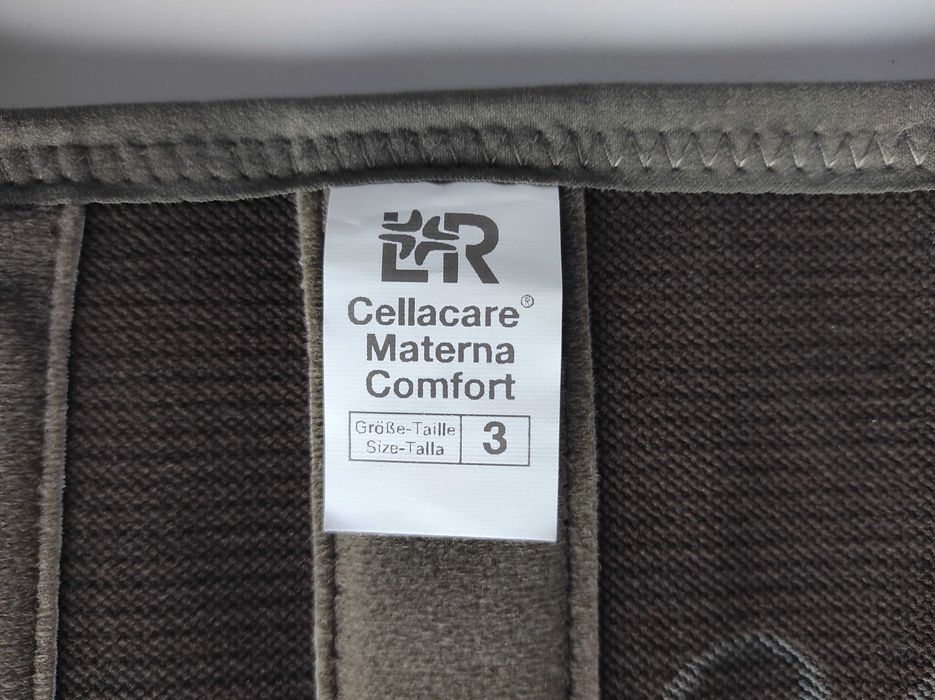 L&R
Cellacare®
Materna
Comfort
Größe-Taille
Size-Talla
3